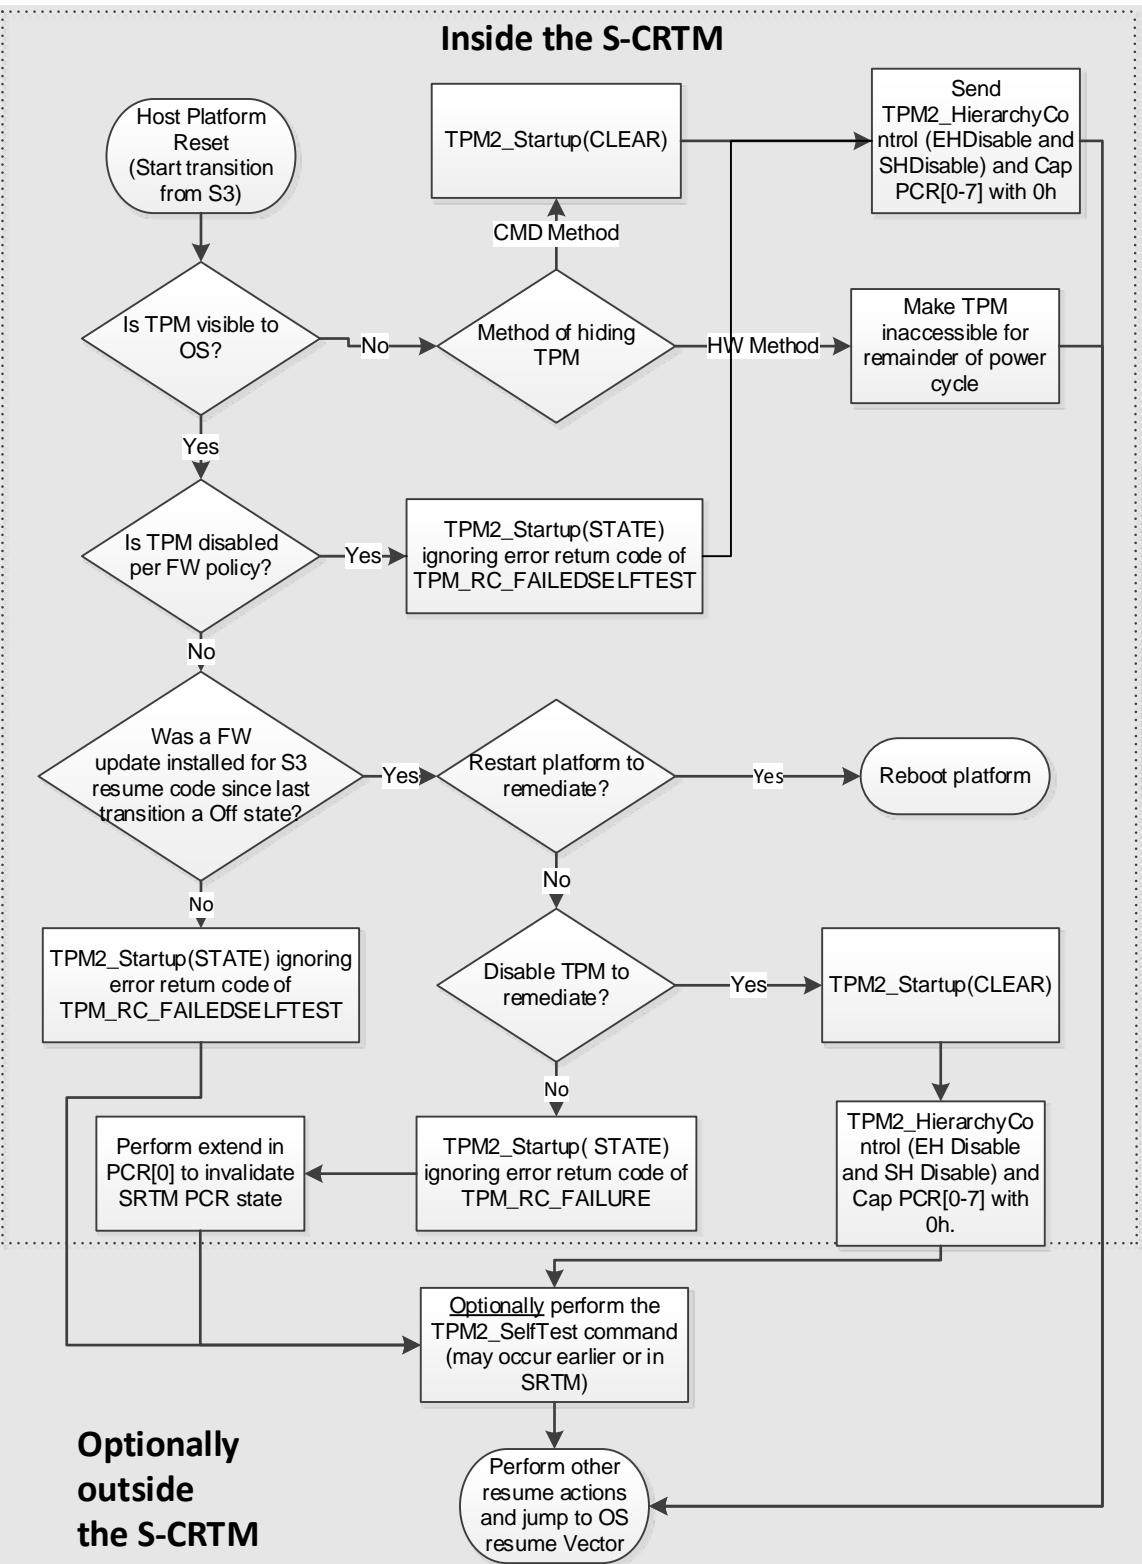 Inside the S-CRTM
Host Platform
Reset
(Start transition
from S3)
TPM2_Startup(CLEAR)
Send
TPM2_HierarchyCo
ntrol (EHDisable and
SHDisable) and Cap
PCR[0-7] with 0h
CMD Method
Is TPM visible to
OS?
No
Method of hiding
TPM
HW Method
Make TPM
inaccessible for
remainder of power
cycle
Yes
Is TPM disabled
per FW policy?
Yes
TPM2_Startup(STATE)
ignoring error return code of
TPM_RC_FAILEDSELFTEST
No
Was a FW
update installed for S3
resume code since last
transition a Off state?
Yes
Restart platform to
remediate?
Yes
Reboot platform
No
No
TPM2_Startup(STATE) ignoring
error return code of
TPM_RC_FAILEDSELFTEST
Disable TPM to
remediate?
Yes
TPM2_Startup(CLEAR)
No
Perform extend in
PCR[0] to invalidate
SRTM PCR state
TPM2_Startup( STATE)
ignoring error return code of
TPM_RC_FAILURE
TPM2_HierarchyCo
ntrol (EH Disable
and SH Disable) and
Cap PCR[0-7] with
0h.
Optionally perform the
TPM2_SelfTest command
(may occur earlier or in
SRTM)
Optionally
outside
the S-CRTM
Perform other
resume actions
and jump to OS
resume Vector